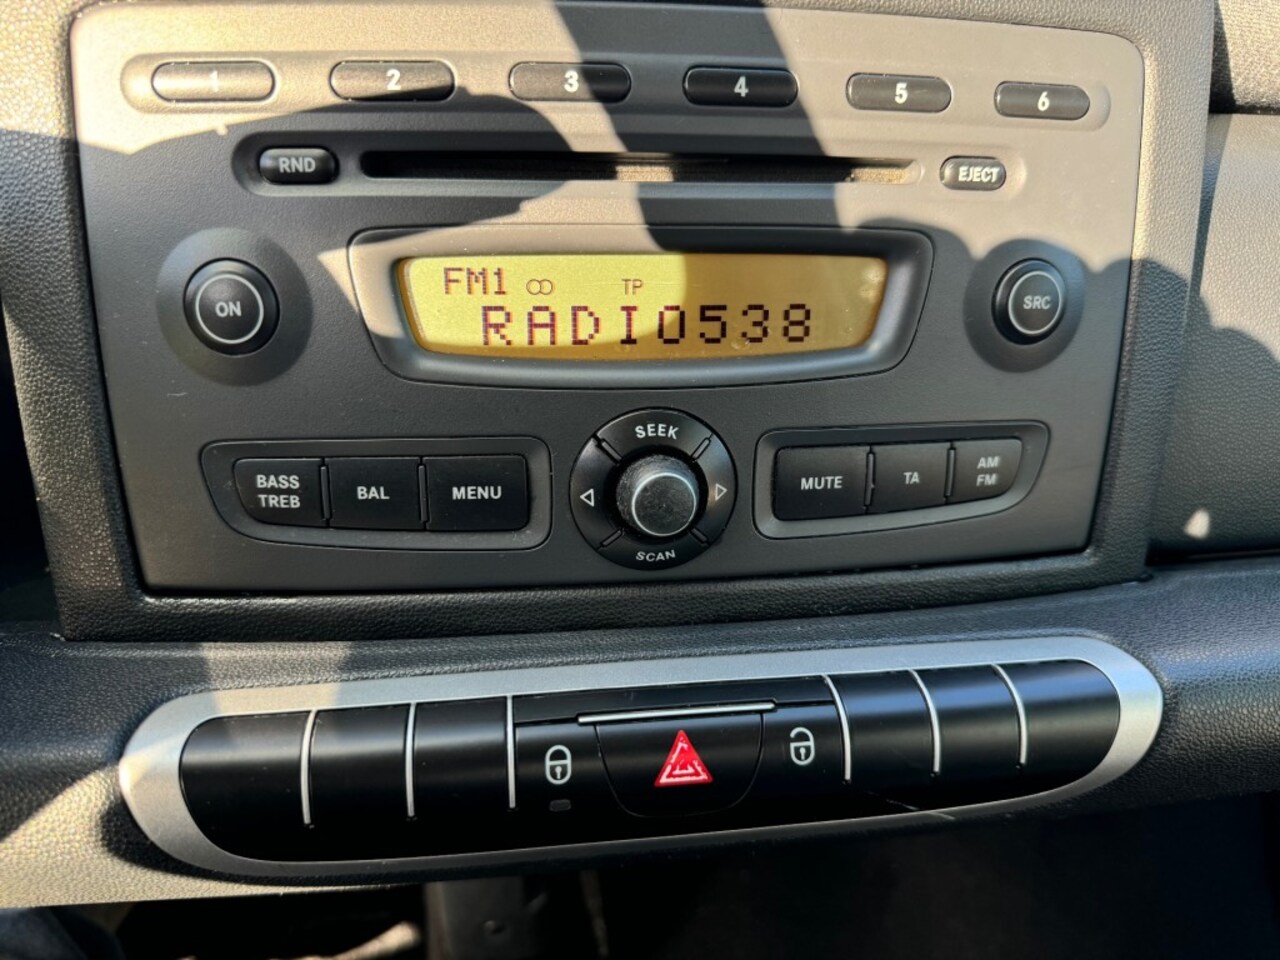 1 2 3 4 5 6
RND EJECT
ON
FM1 TP
RADIO538
SRC
BASS
TREB
BAL
MENU
SEEK
SCAN
MUTE
TA
AM
FM